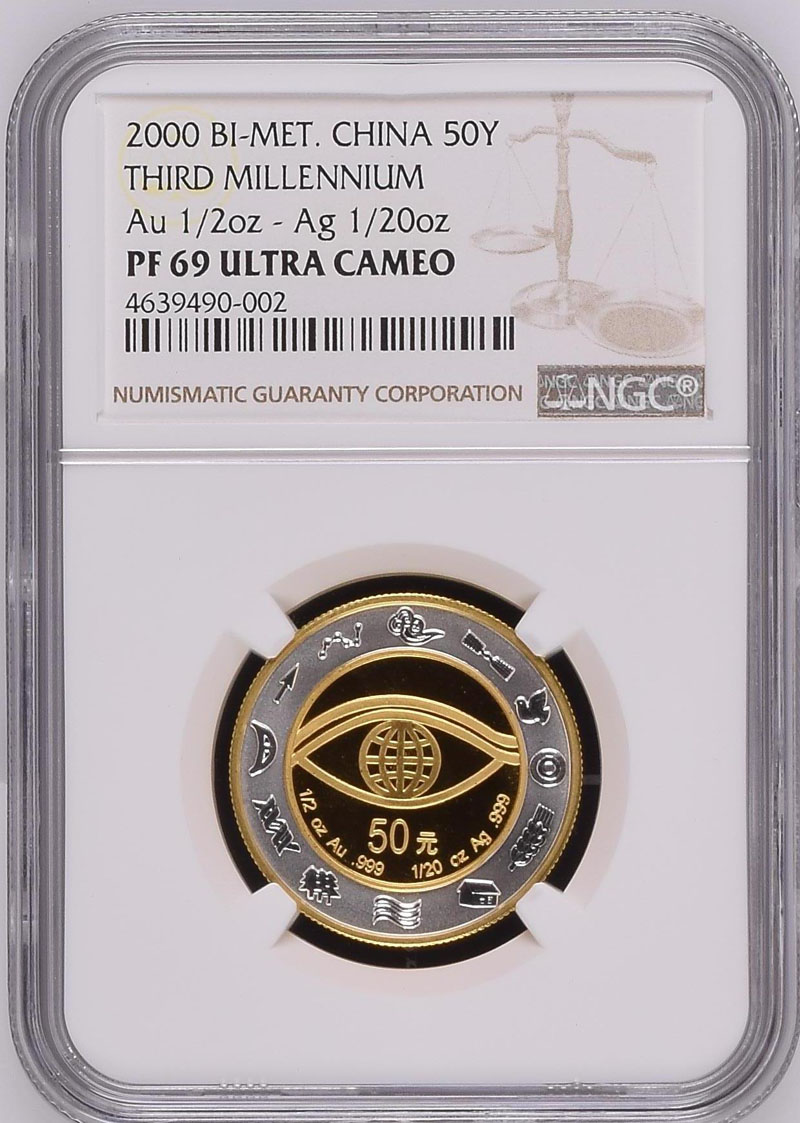 2000 BI-MET. CHINA 50Y
THIRD MILLENNIUM
Au 1/2oz - Ag 1/20oz
PF 69 ULTRA CAMEO
4639490-002
NUMISMATIC GUARANTY CORPORATION
NGC®
1/2 oz Au .999
50元
1/20 oz Ag .999